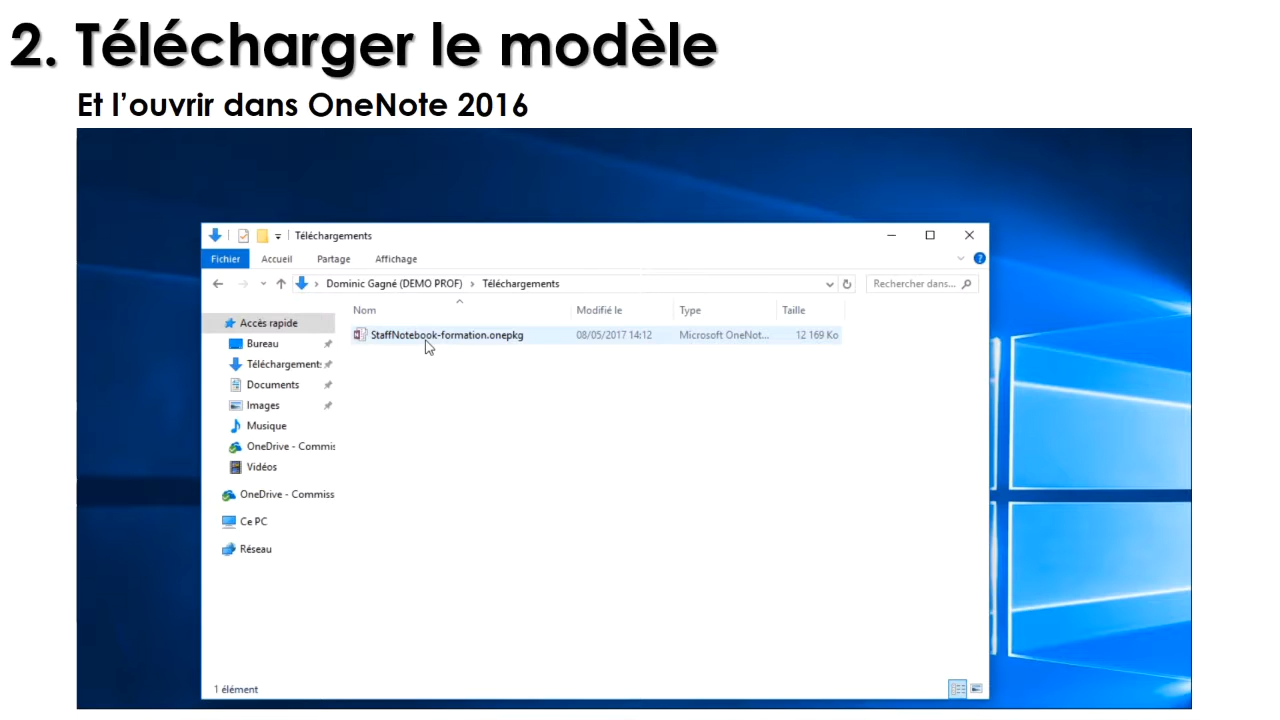 2. Télécharger le modèle
Et l'ouvrir dans OneNote 2016
Téléchargements
Fichier Accueil Partage Affichage
Dominic Gagné (DEMO PROF) > Téléchargements Rechercher dans...
Nom Modifié le Type Taille
StaffNotebook-formation.onepkg 08/05/2017 14:12 Microsoft OneNot... 12 169 Ko
Accès rapide
Bureau
Téléchargement:
Documents
Images
Musique
OneDrive - Commis
Vidéos
OneDrive - Commiss
Ce PC
Réseau
1 élément